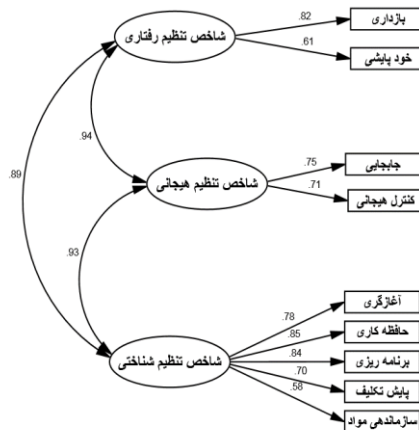 شاخص تنظیم رفتاری
.82
بازداری
.61
خود پایشی
.94
.89
شاخص تنظیم هیجانی
.75
جابجایی
.71
کنترل هیجانی
.93
شاخص تنظیم شناختی
.78
آغازگری
.85
حافظه کاری
.84
برنامه ریزی
.70
پایش تکلیف
.58
سازماندهی مواد